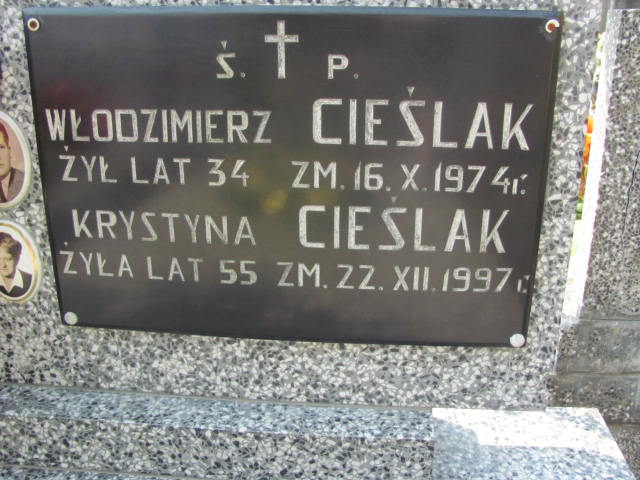 Ś. P.
WŁODZIMIERZ CIEŚLAK
ŻYŁ LAT 34 ZM. 16. X. 1974 r.
KRYSTYNA CIEŚLAK
ŻYŁA LAT 55 ZM. 22. XII. 1997 r.